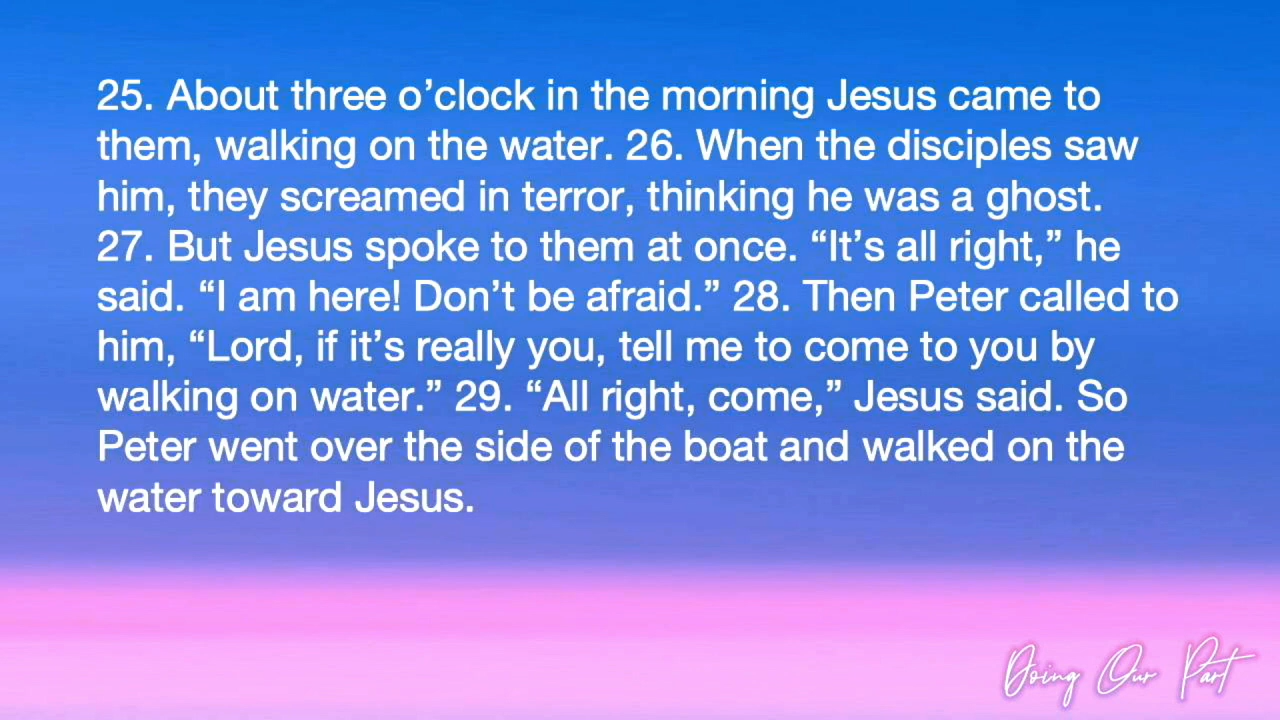 25. About three o’clock in the morning Jesus came to
them, walking on the water. 26. When the disciples saw
him, they screamed in terror, thinking he was a ghost.
27. But Jesus spoke to them at once. “It’s all right,” he
said. “I am here! Don’t be afraid.” 28. Then Peter called to
him, “Lord, if it’s really you, tell me to come to you by
walking on water.” 29. “All right, come,” Jesus said. So
Peter went over the side of the boat and walked on the
water toward Jesus.
Doing Our Part